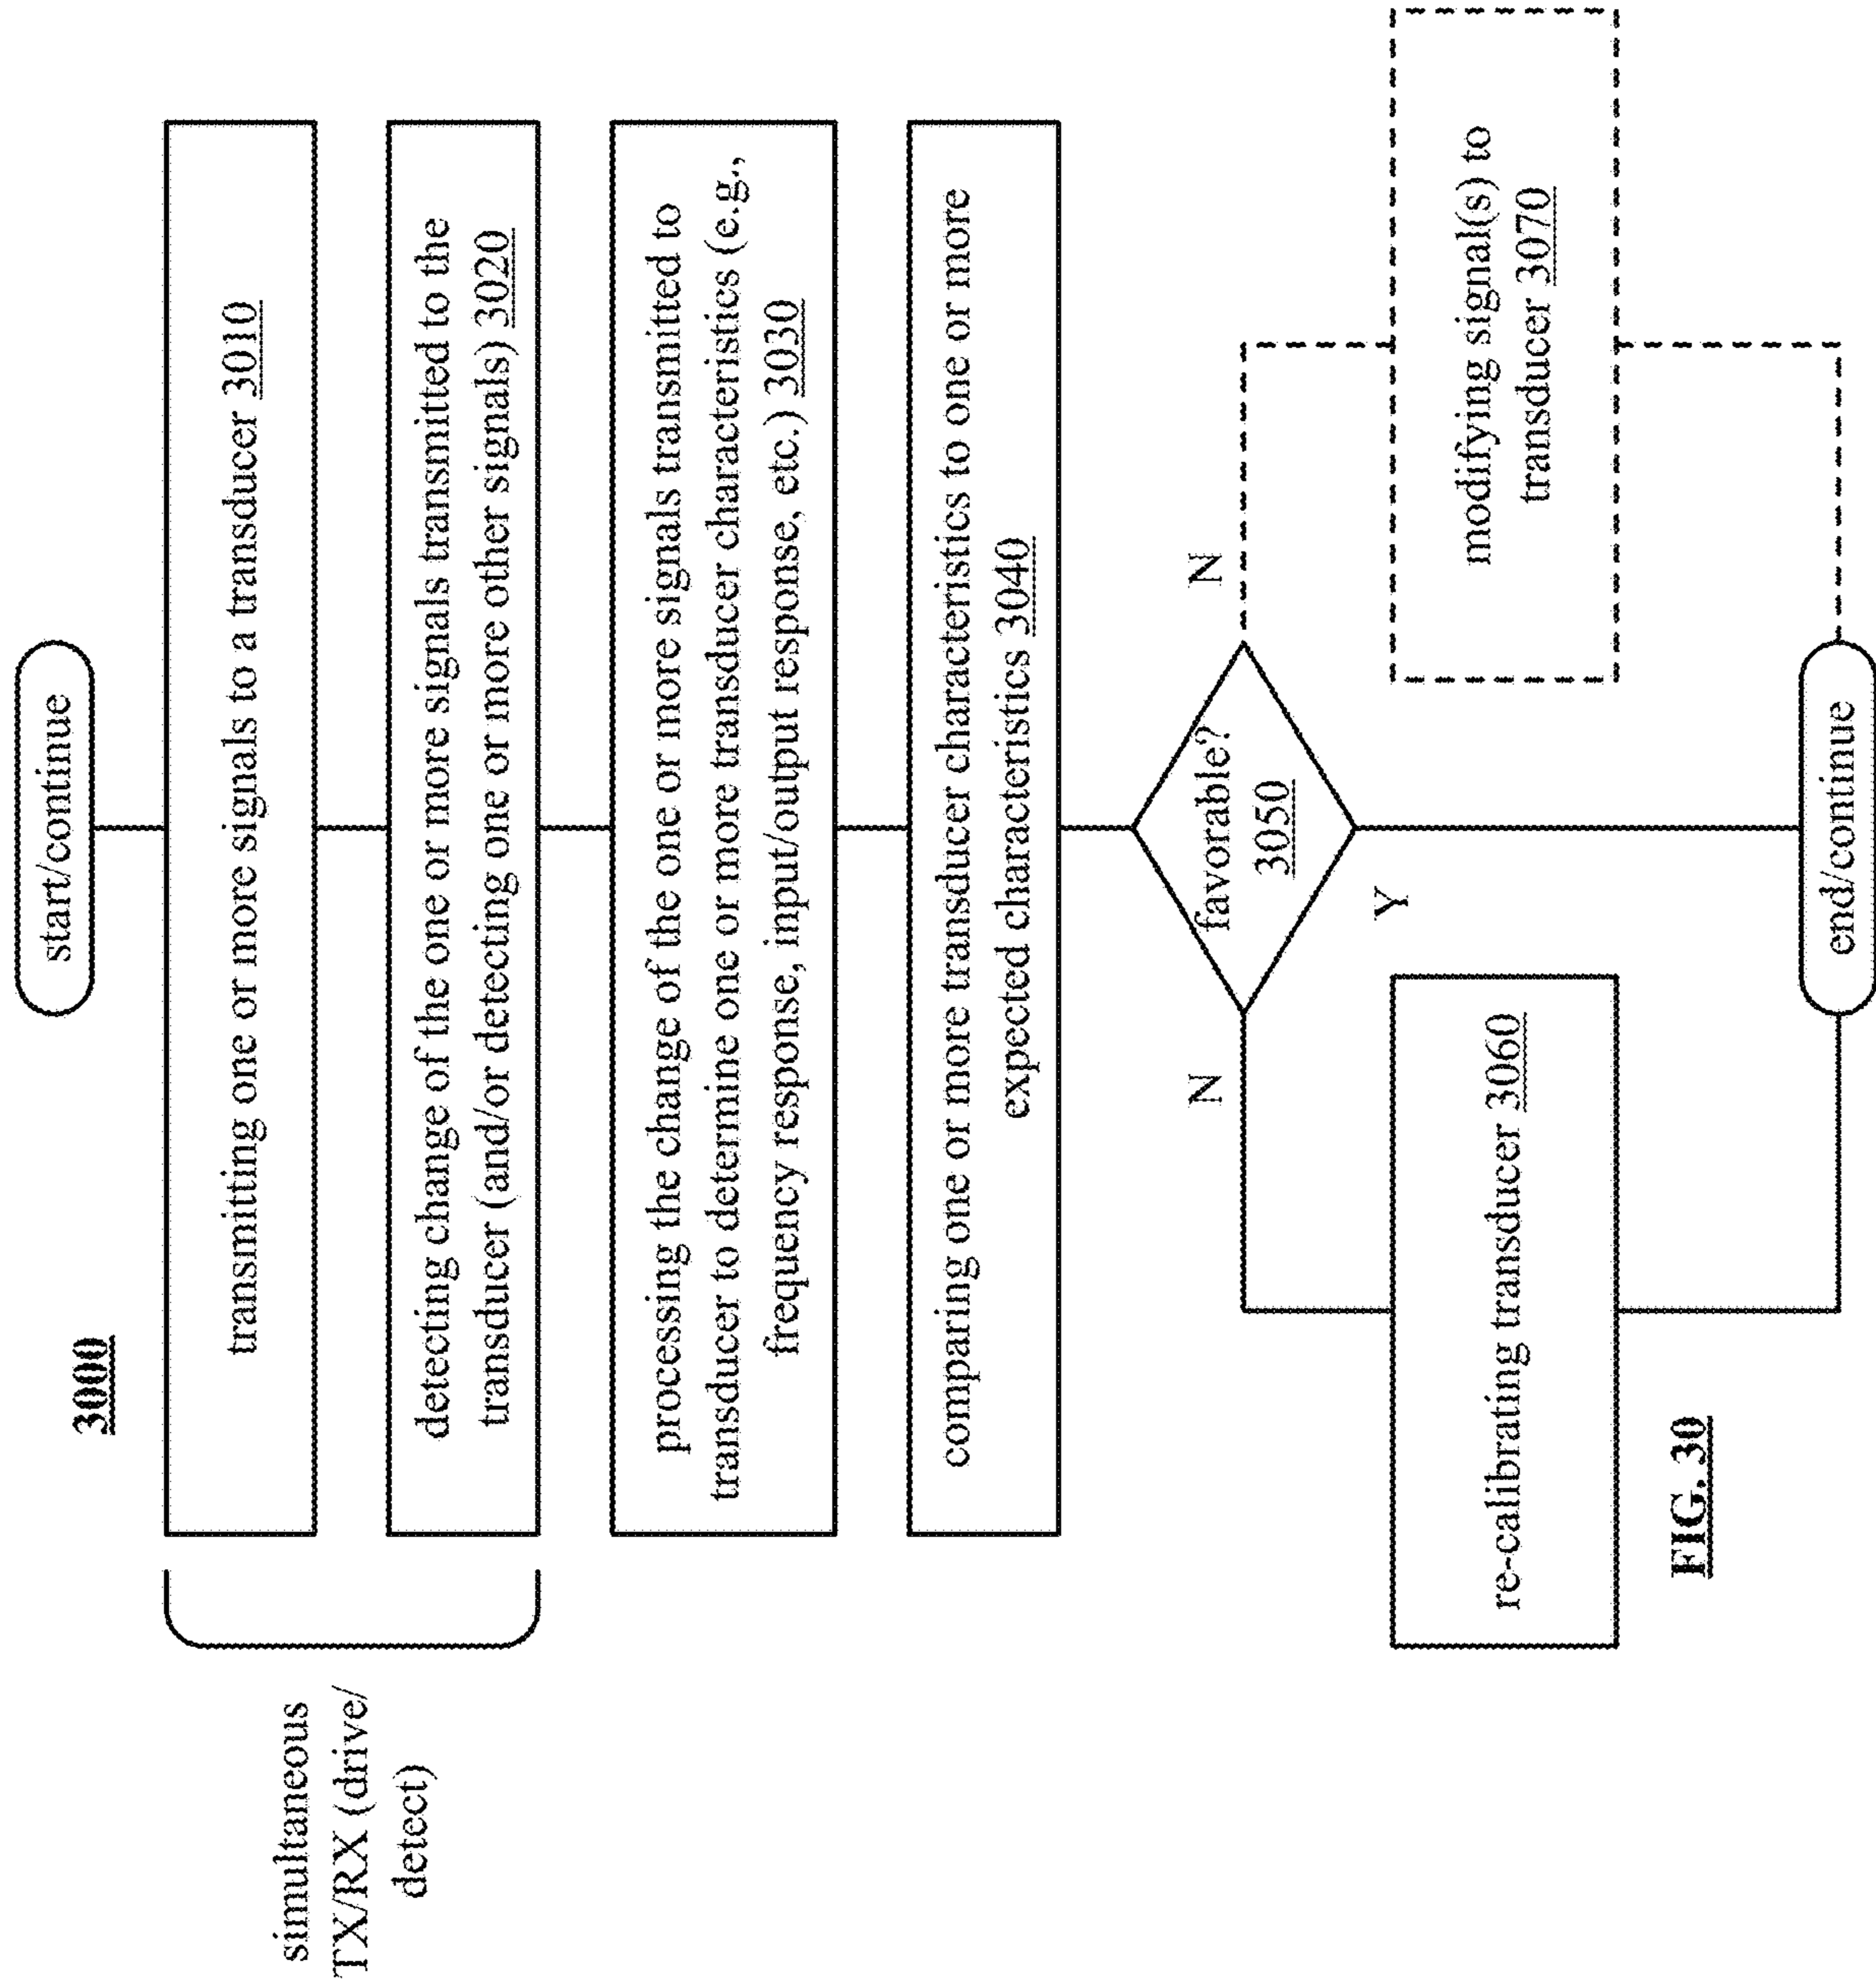 3000
start/continue
simultaneous
TX/RX (drive/
detect)
transmitting one or more signals to a transducer 3010
detecting change of the one or more signals transmitted to the
transducer (and/or detecting one or more other signals) 3020
processing the change of the one or more signals transmitted to
transducer to determine one or more transducer characteristics (e.g.,
frequency response, input/output response, etc.) 3030
comparing one or more transducer characteristics to one or more
expected characteristics 3040
favorable?
3050
N
N
Y
re-calibrating transducer 3060
modifying signal(s) to
transducer 3070
end/continue
FIG. 30